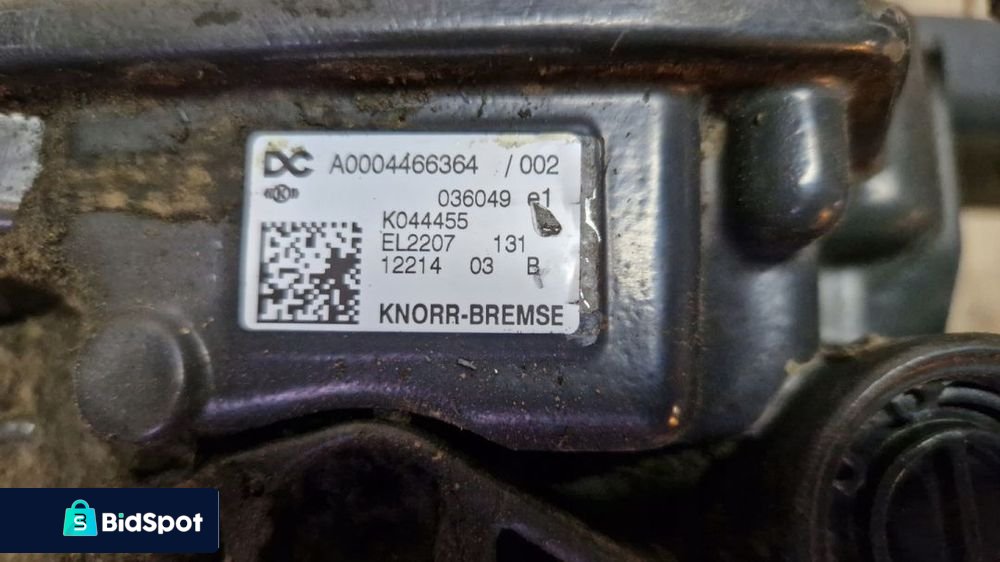 DC A0004466364 /002
036049 e1
K044455
EL2207 131
12214 03 B
KNORR-BREMSE
BidSpot